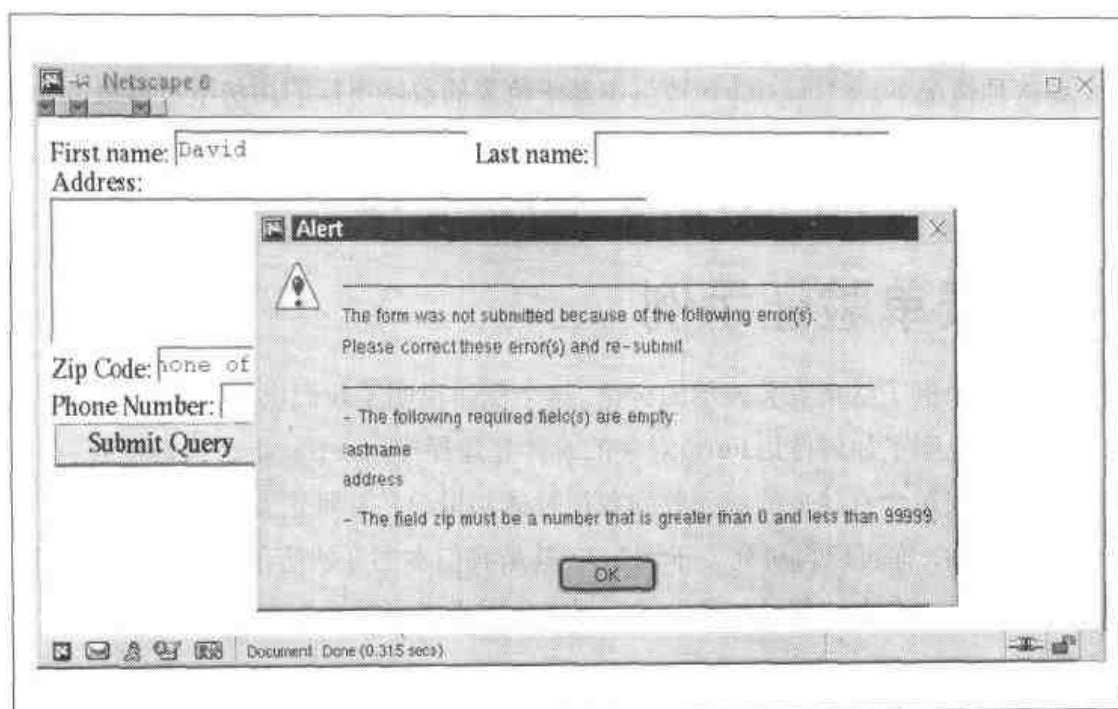 Netscape 6
First name: David Last name:
Address:
Alert
The form was not submitted because of the following error(s).
Please correct these error(s) and re-submit
- The following required field(s) are empty:
lastname
address
- The field zip must be a number that is greater than 0 and less than 99999
OK
Zip Code: none of
Phone Number:
Submit Query
Document: Done (0.315 secs)